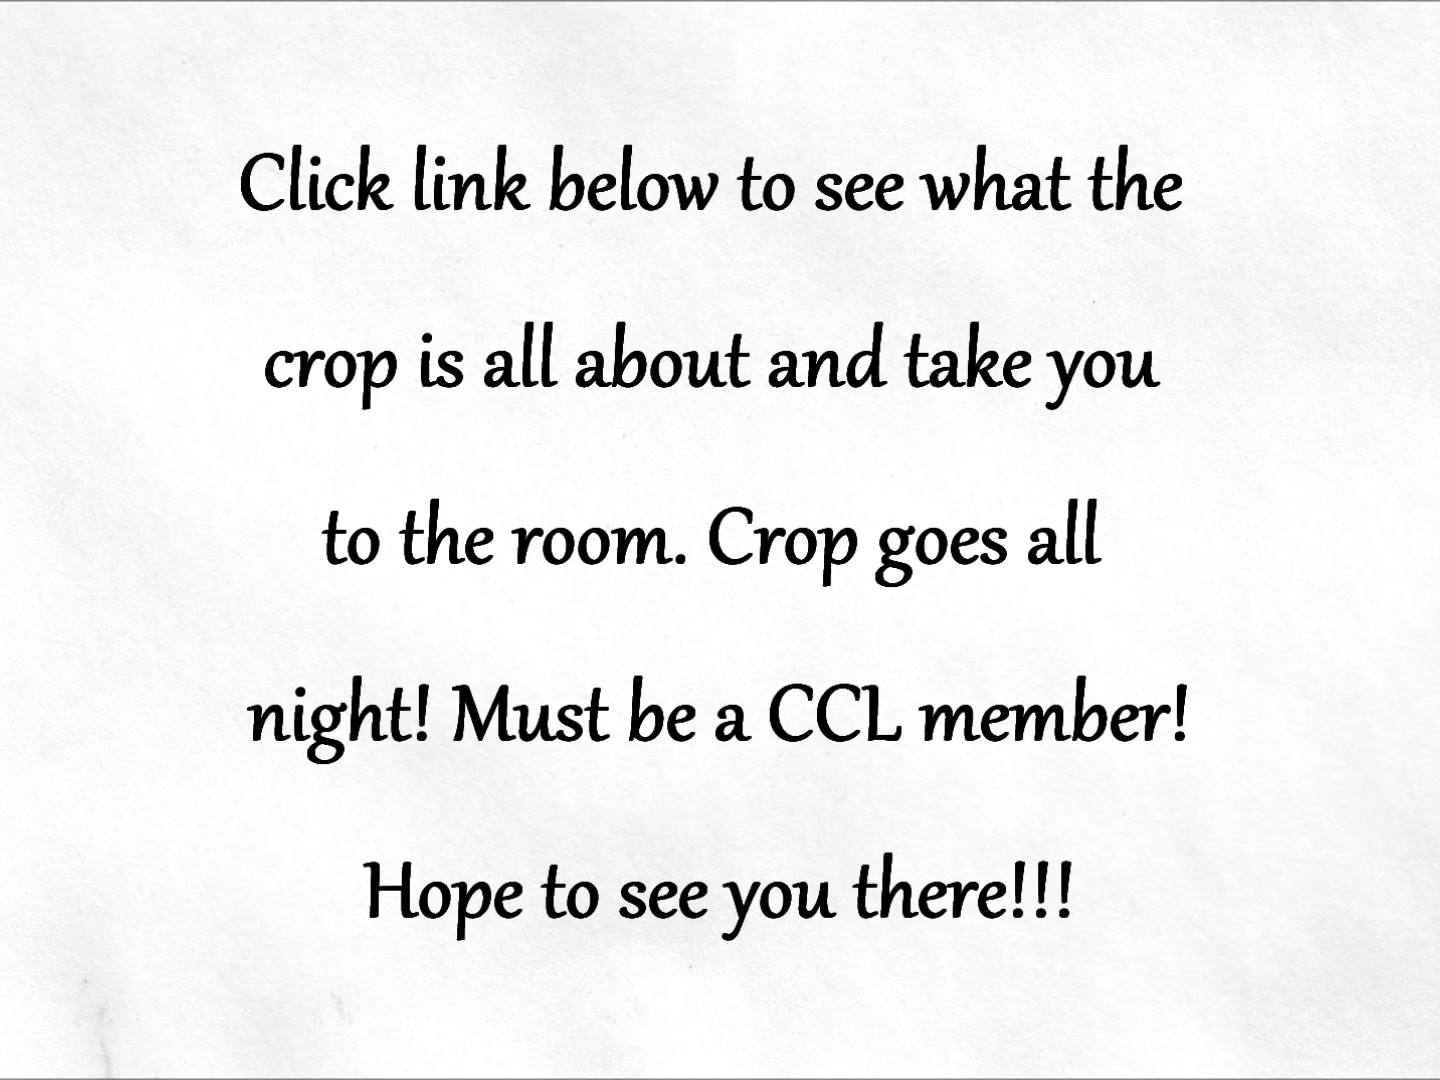 Click link below to see what the
crop is all about and take you
to the room. Crop goes all
night! Must be a CCL member!
Hope to see you there!!!